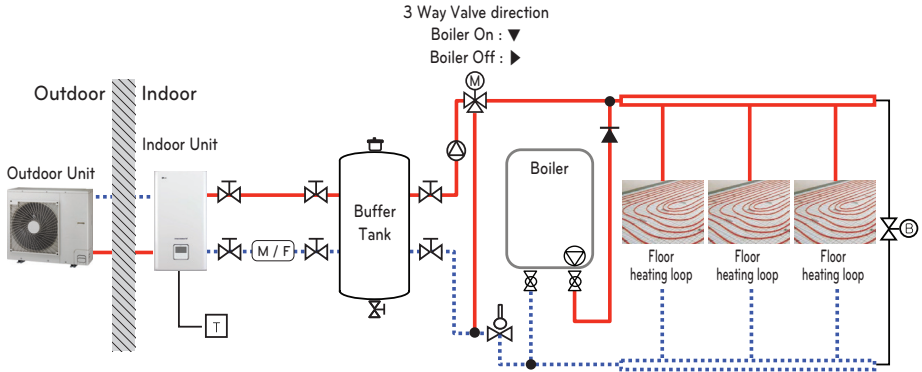 3 Way Valve direction
Boiler On : ▼
Boiler Off : ▶
M
Outdoor
Indoor
Indoor Unit
Outdoor Unit
Boiler
Buffer
Tank
B
M / F
Floor
heating loop
Floor
heating loop
Floor
heating loop
T